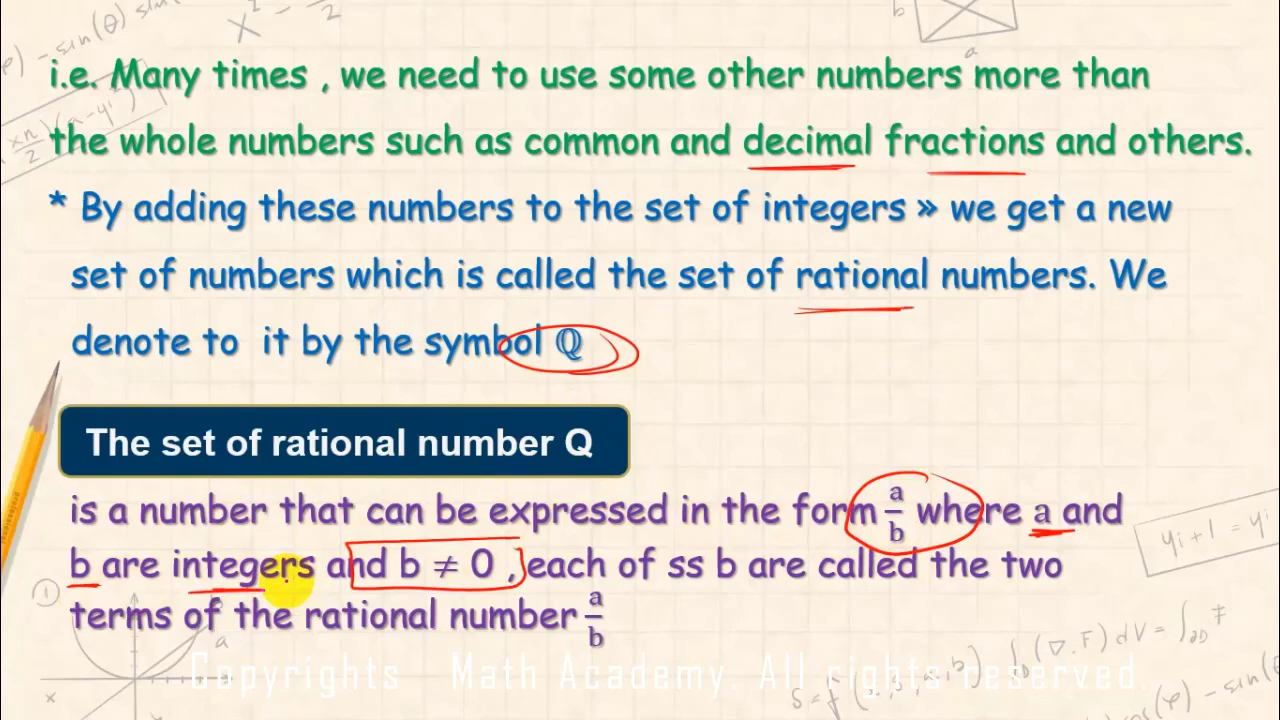 i.e. Many times , we need to use some other numbers more than
the whole numbers such as common and decimal fractions and others.
* By adding these numbers to the set of integers » we get a new
set of numbers which is called the set of rational numbers. We
denote to it by the symbol ℚ
The set of rational number Q
is a number that can be expressed in the form a/b where a and
b are integers and b ≠ 0 , each of ss b are called the two
terms of the rational number a/b
Copyrights Math Academy. All rights reserved.